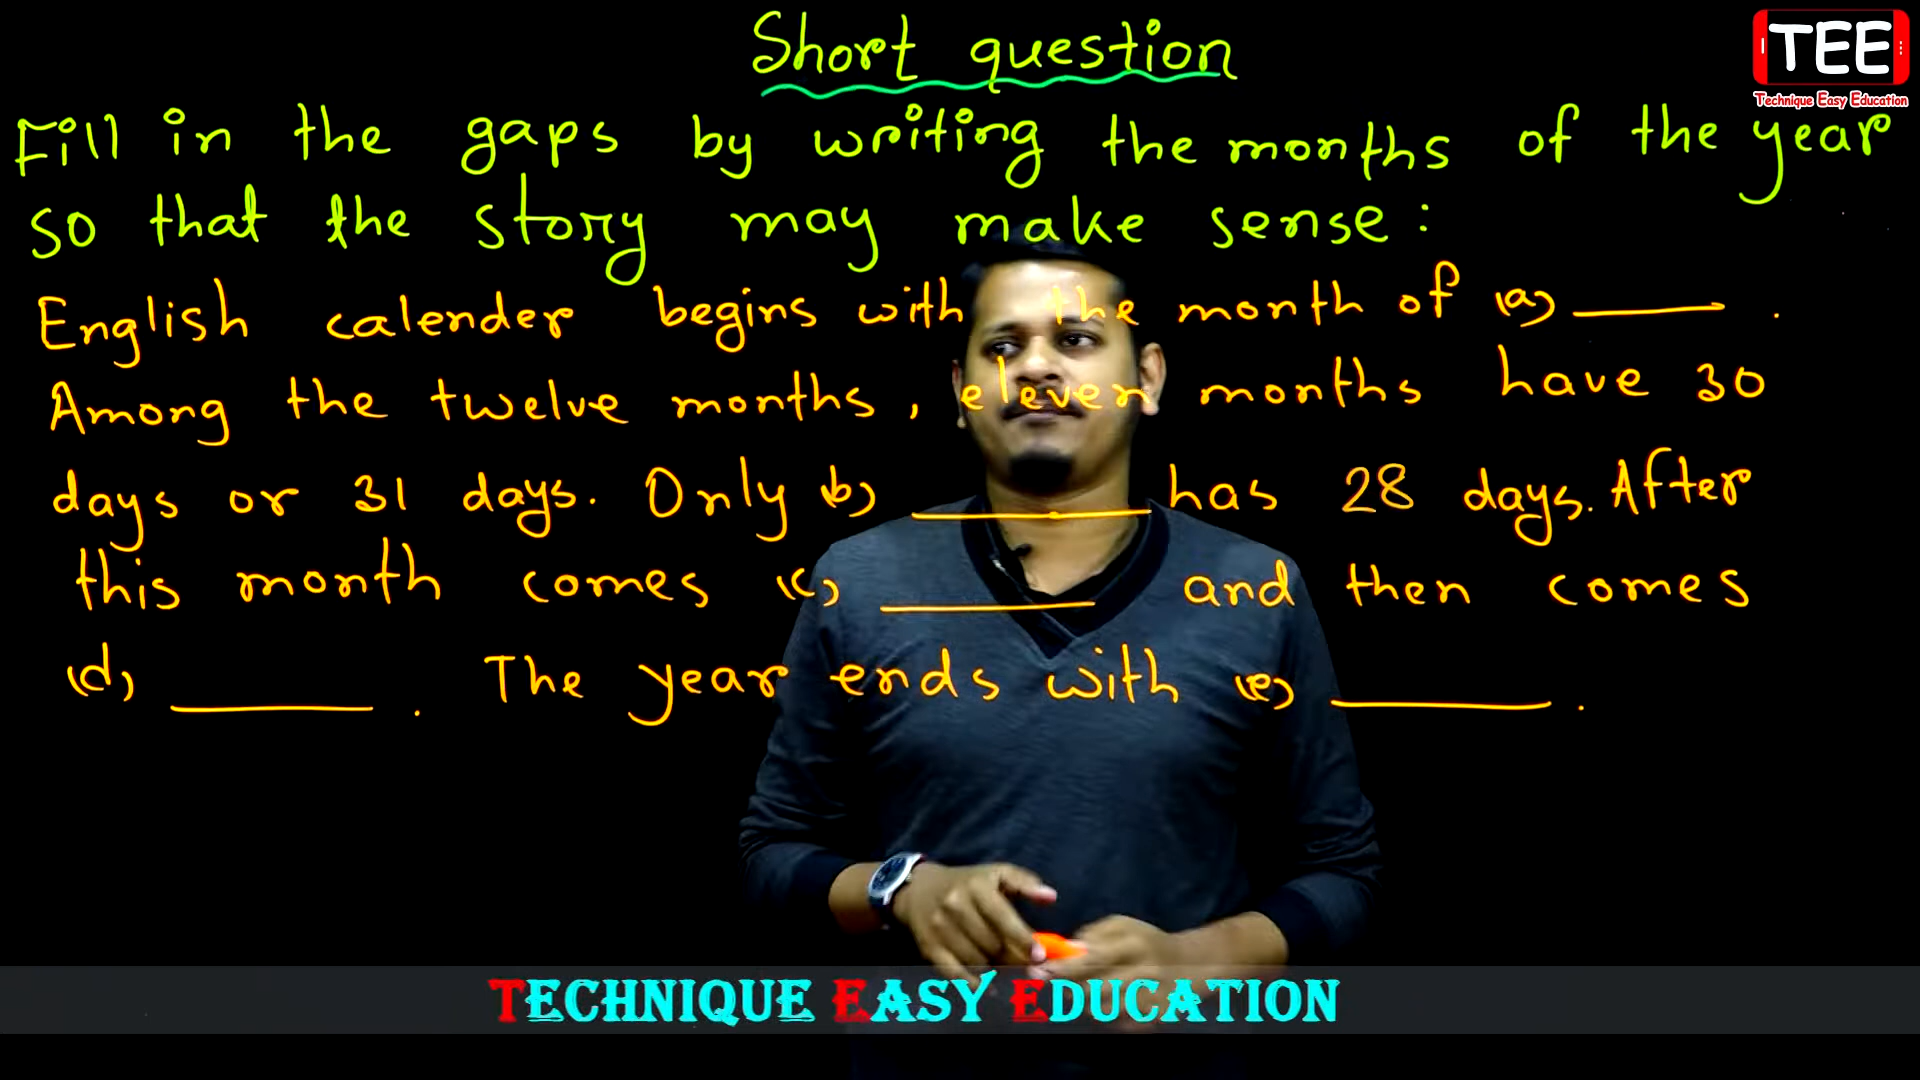 Short question
TEE
Technique Easy Education
Fill in the gaps by writing the months of the year
so that the story may make sense:
English calender begins with the month of (a) ______ .
Among the twelve months, eleven months have 30
days or 31 days. Only (b) ______ has 28 days. After
this month comes (c) ______ and then comes
(d) ______ . The year ends with (e) ______ .
TECHNIQUE EASY EDUCATION